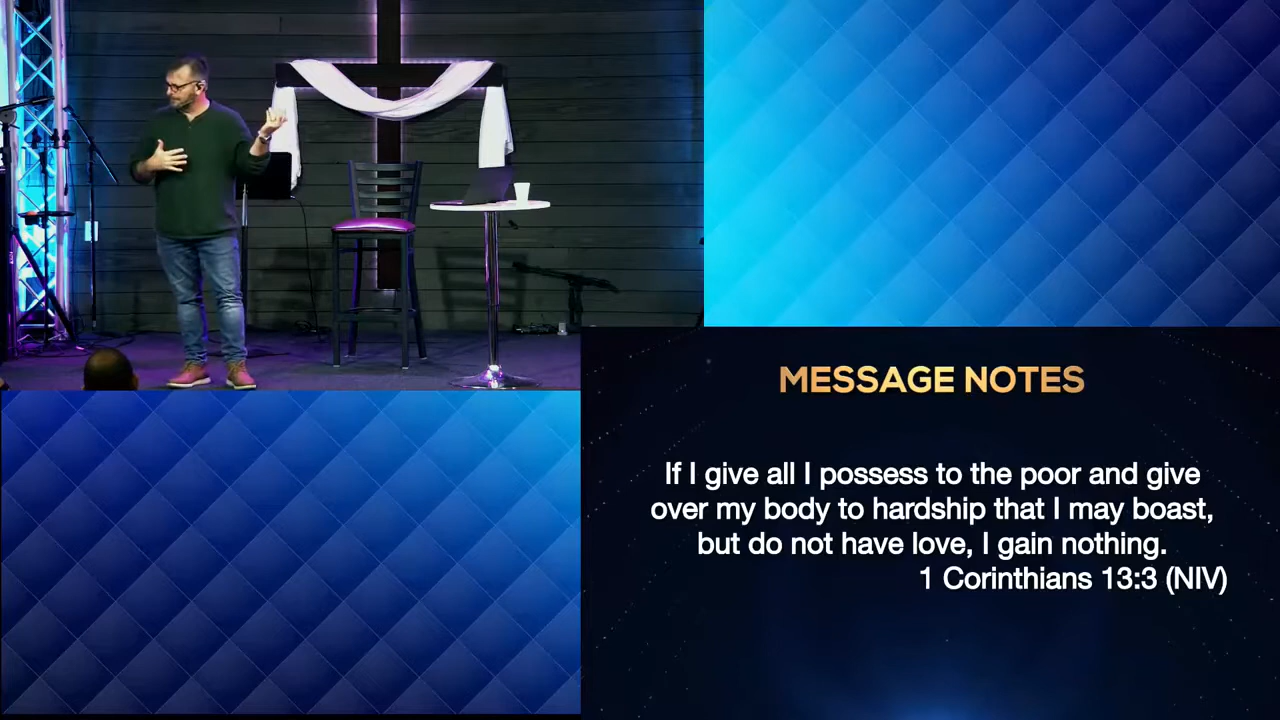 MESSAGE NOTES
If I give all I possess to the poor and give
over my body to hardship that I may boast,
but do not have love, I gain nothing.
1 Corinthians 13:3 (NIV)